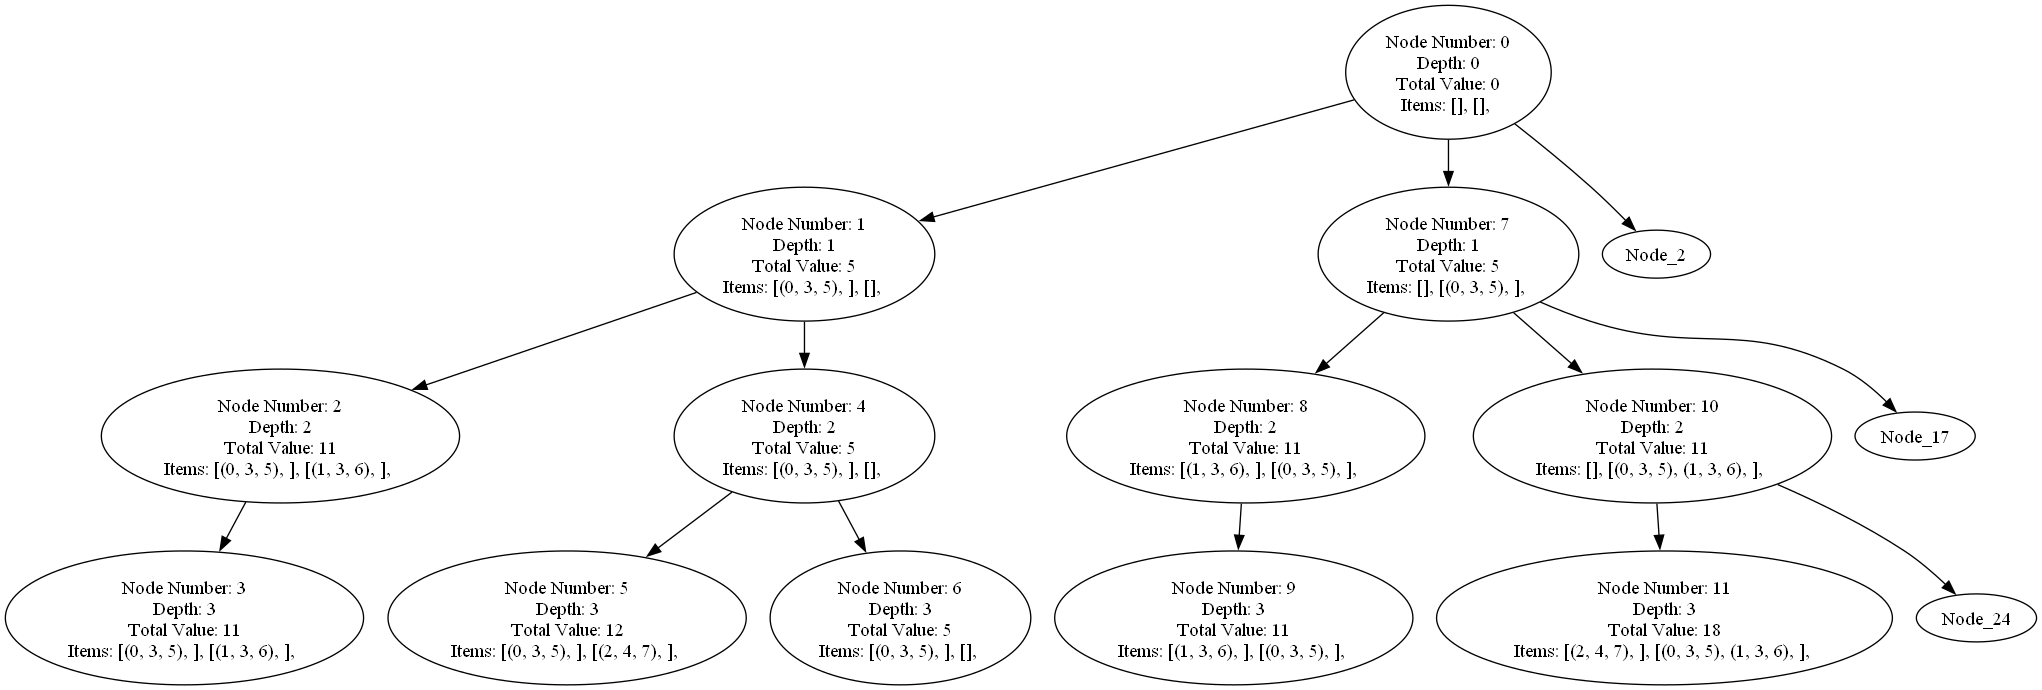 Node Number: 0
Depth: 0
Total Value: 0
Items: [], [],
Node Number: 1
Depth: 1
Total Value: 5
Items: [(0, 3, 5), ], [],
Node Number: 7
Depth: 1
Total Value: 5
Items: [], [(0, 3, 5), ],
Node_2
Node Number: 2
Depth: 2
Total Value: 11
Items: [(0, 3, 5), ], [(1, 3, 6), ],
Node Number: 4
Depth: 2
Total Value: 5
Items: [(0, 3, 5), ], [],
Node Number: 8
Depth: 2
Total Value: 11
Items: [(1, 3, 6), ], [(0, 3, 5), ],
Node Number: 10
Depth: 2
Total Value: 11
Items: [], [(0, 3, 5), (1, 3, 6), ],
Node_17
Node Number: 3
Depth: 3
Total Value: 11
Items: [(0, 3, 5), ], [(1, 3, 6), ],
Node Number: 5
Depth: 3
Total Value: 12
Items: [(0, 3, 5), ], [(2, 4, 7), ],
Node Number: 6
Depth: 3
Total Value: 5
Items: [(0, 3, 5), ], [],
Node Number: 9
Depth: 3
Total Value: 11
Items: [(1, 3, 6), ], [(0, 3, 5), ],
Node Number: 11
Depth: 3
Total Value: 18
Items: [(2, 4, 7), ], [(0, 3, 5), (1, 3, 6), ],
Node_24